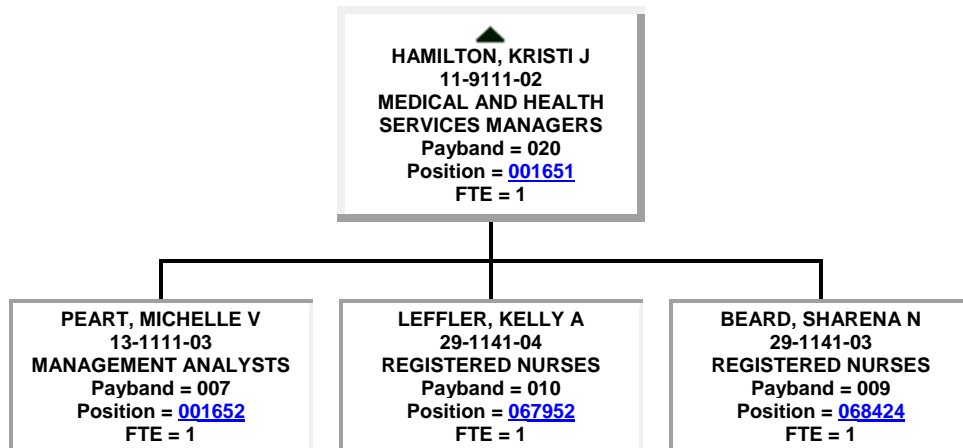 HAMILTON, KRISTI J
11-9111-02
MEDICAL AND HEALTH
SERVICES MANAGERS
Payband = 020
Position = 001651
FTE = 1
PEART, MICHELLE V
13-1111-03
MANAGEMENT ANALYSTS
Payband = 007
Position = 001652
FTE = 1
LEFFLER, KELLY A
29-1141-04
REGISTERED NURSES
Payband = 010
Position = 067952
FTE = 1
BEARD, SHARENA N
29-1141-03
REGISTERED NURSES
Payband = 009
Position = 068424
FTE = 1